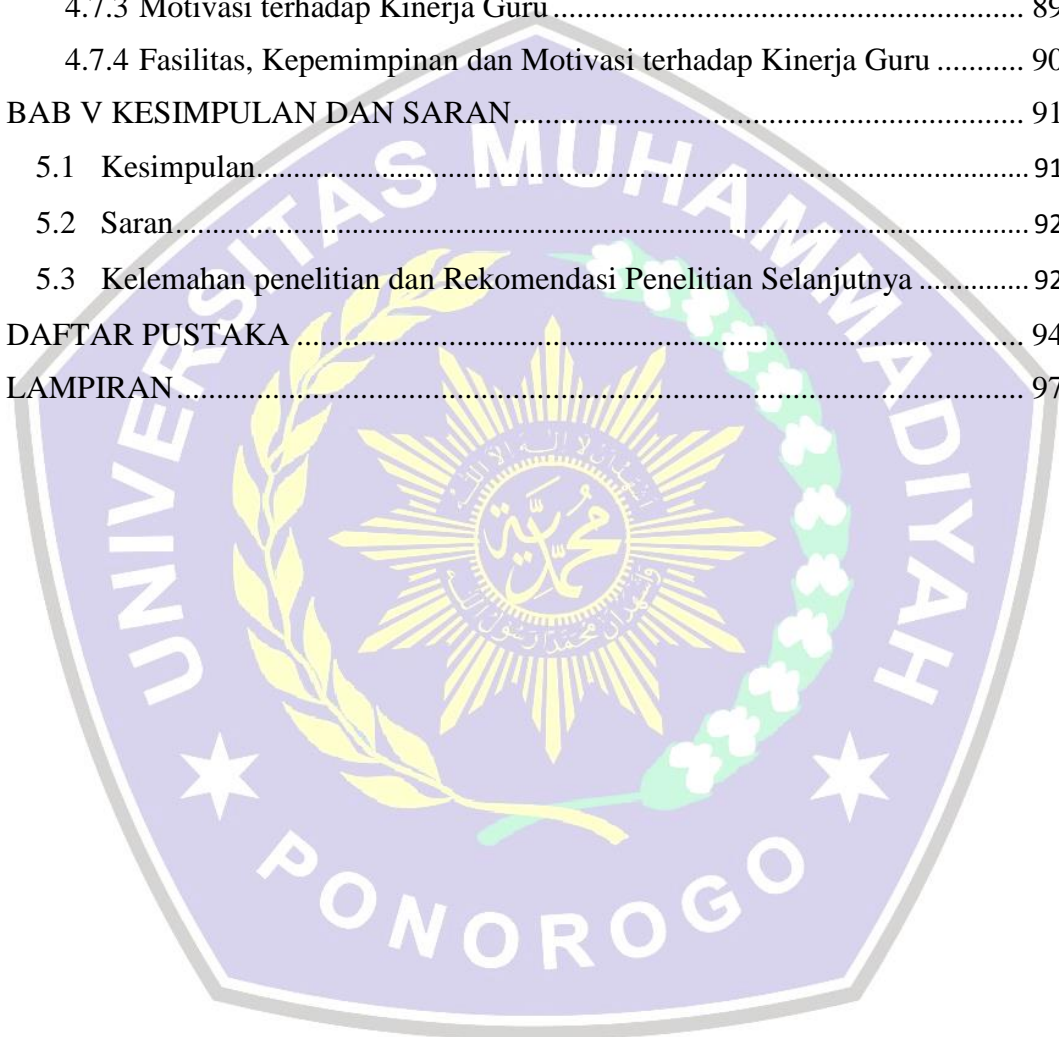 4.7.3 Motivasi terhadap Kinerja Guru ........................................................... 89
4.7.4 Fasilitas, Kepemimpinan dan Motivasi terhadap Kinerja Guru ........... 90
BAB V KESIMPULAN DAN SARAN ................................................................ 91
5.1 Kesimpulan ................................................................................................ 91
5.2 Saran .......................................................................................................... 92
5.3 Kelemahan penelitian dan Rekomendasi Penelitian Selanjutnya .............. 92
DAFTAR PUSTAKA ........................................................................................... 94
LAMPIRAN ......................................................................................................... 97
UNIVERSITAS MUHAMMADIYAH
PONOROGO
محمدية